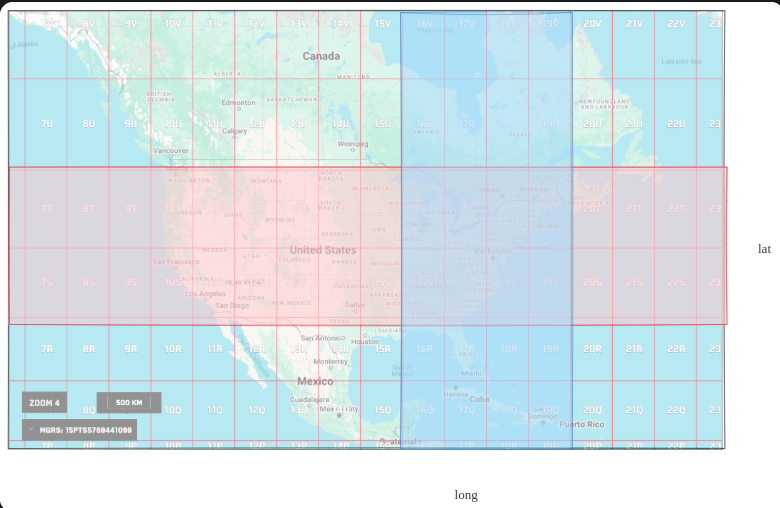 8V 9V 10V 11V 12V 13V 14V 15V 16V 17V 18V 19V 20V 21V 22V 23
of Alaska
Canada
Labrador Sea
ALBERTA
MANITOBA
BRITISH
COLUMBIA
SASKATCHEWAN
Edmonton
NEWFOUNDLAND
AND LABRADOR
7U 8U 9U 10U 11U 12U 13U 14U 15U 16U 17U 18U 19U 20U 21U 22U 23
Calgary
ONTARIO
QUEBEC
Vancouver
Winnipeg
WASHINGTON
MONTANA
NORTH
DAKOTA
MINNESOTA
Ottawa
Montreal
7T 8T 9T 10T 11T 12T 13T 14T 15T 16T 17T 18T 19T 20T 21T 22T 23
OREGON
IDAHO
WYOMING
SOUTH
DAKOTA
IOWA
Chicago
NEBRASKA
NEVADA
United States
lat
San Francisco
UTAH
COLORADO
KANSAS
MISSOURI
Washington
7S 8S 9S 10S 11S 12S 13S 14S 15S 16S 17S 18S 19S 20S 21S 22S 23
CALIFORNIA
Las Vegas
OKLAHOMA
ARKANSAS
Los Angeles
ARIZONA
NEW MEXICO
San Diego
Dallas
TEXAS
LOUISIANA
San Antonio
Houston
7R 8R 9R 10R 11R 12R 13R 14R 15R 16R 17R 18R 19R 20R 21R 22R 23
FLORIDA
Monterrey
Miami
Mexico
Havana
ZOOM 4
500 KM
Guadalajara
Cuba
8Q 10Q 11Q 12Q 13Q 14Q 15Q 16Q 17Q 18Q 19Q 20Q 21Q 22Q 23
Mexico City
Santo
Domingo
Puerto Rico
MGRS: 15PTS5766441098
Guatemala
long